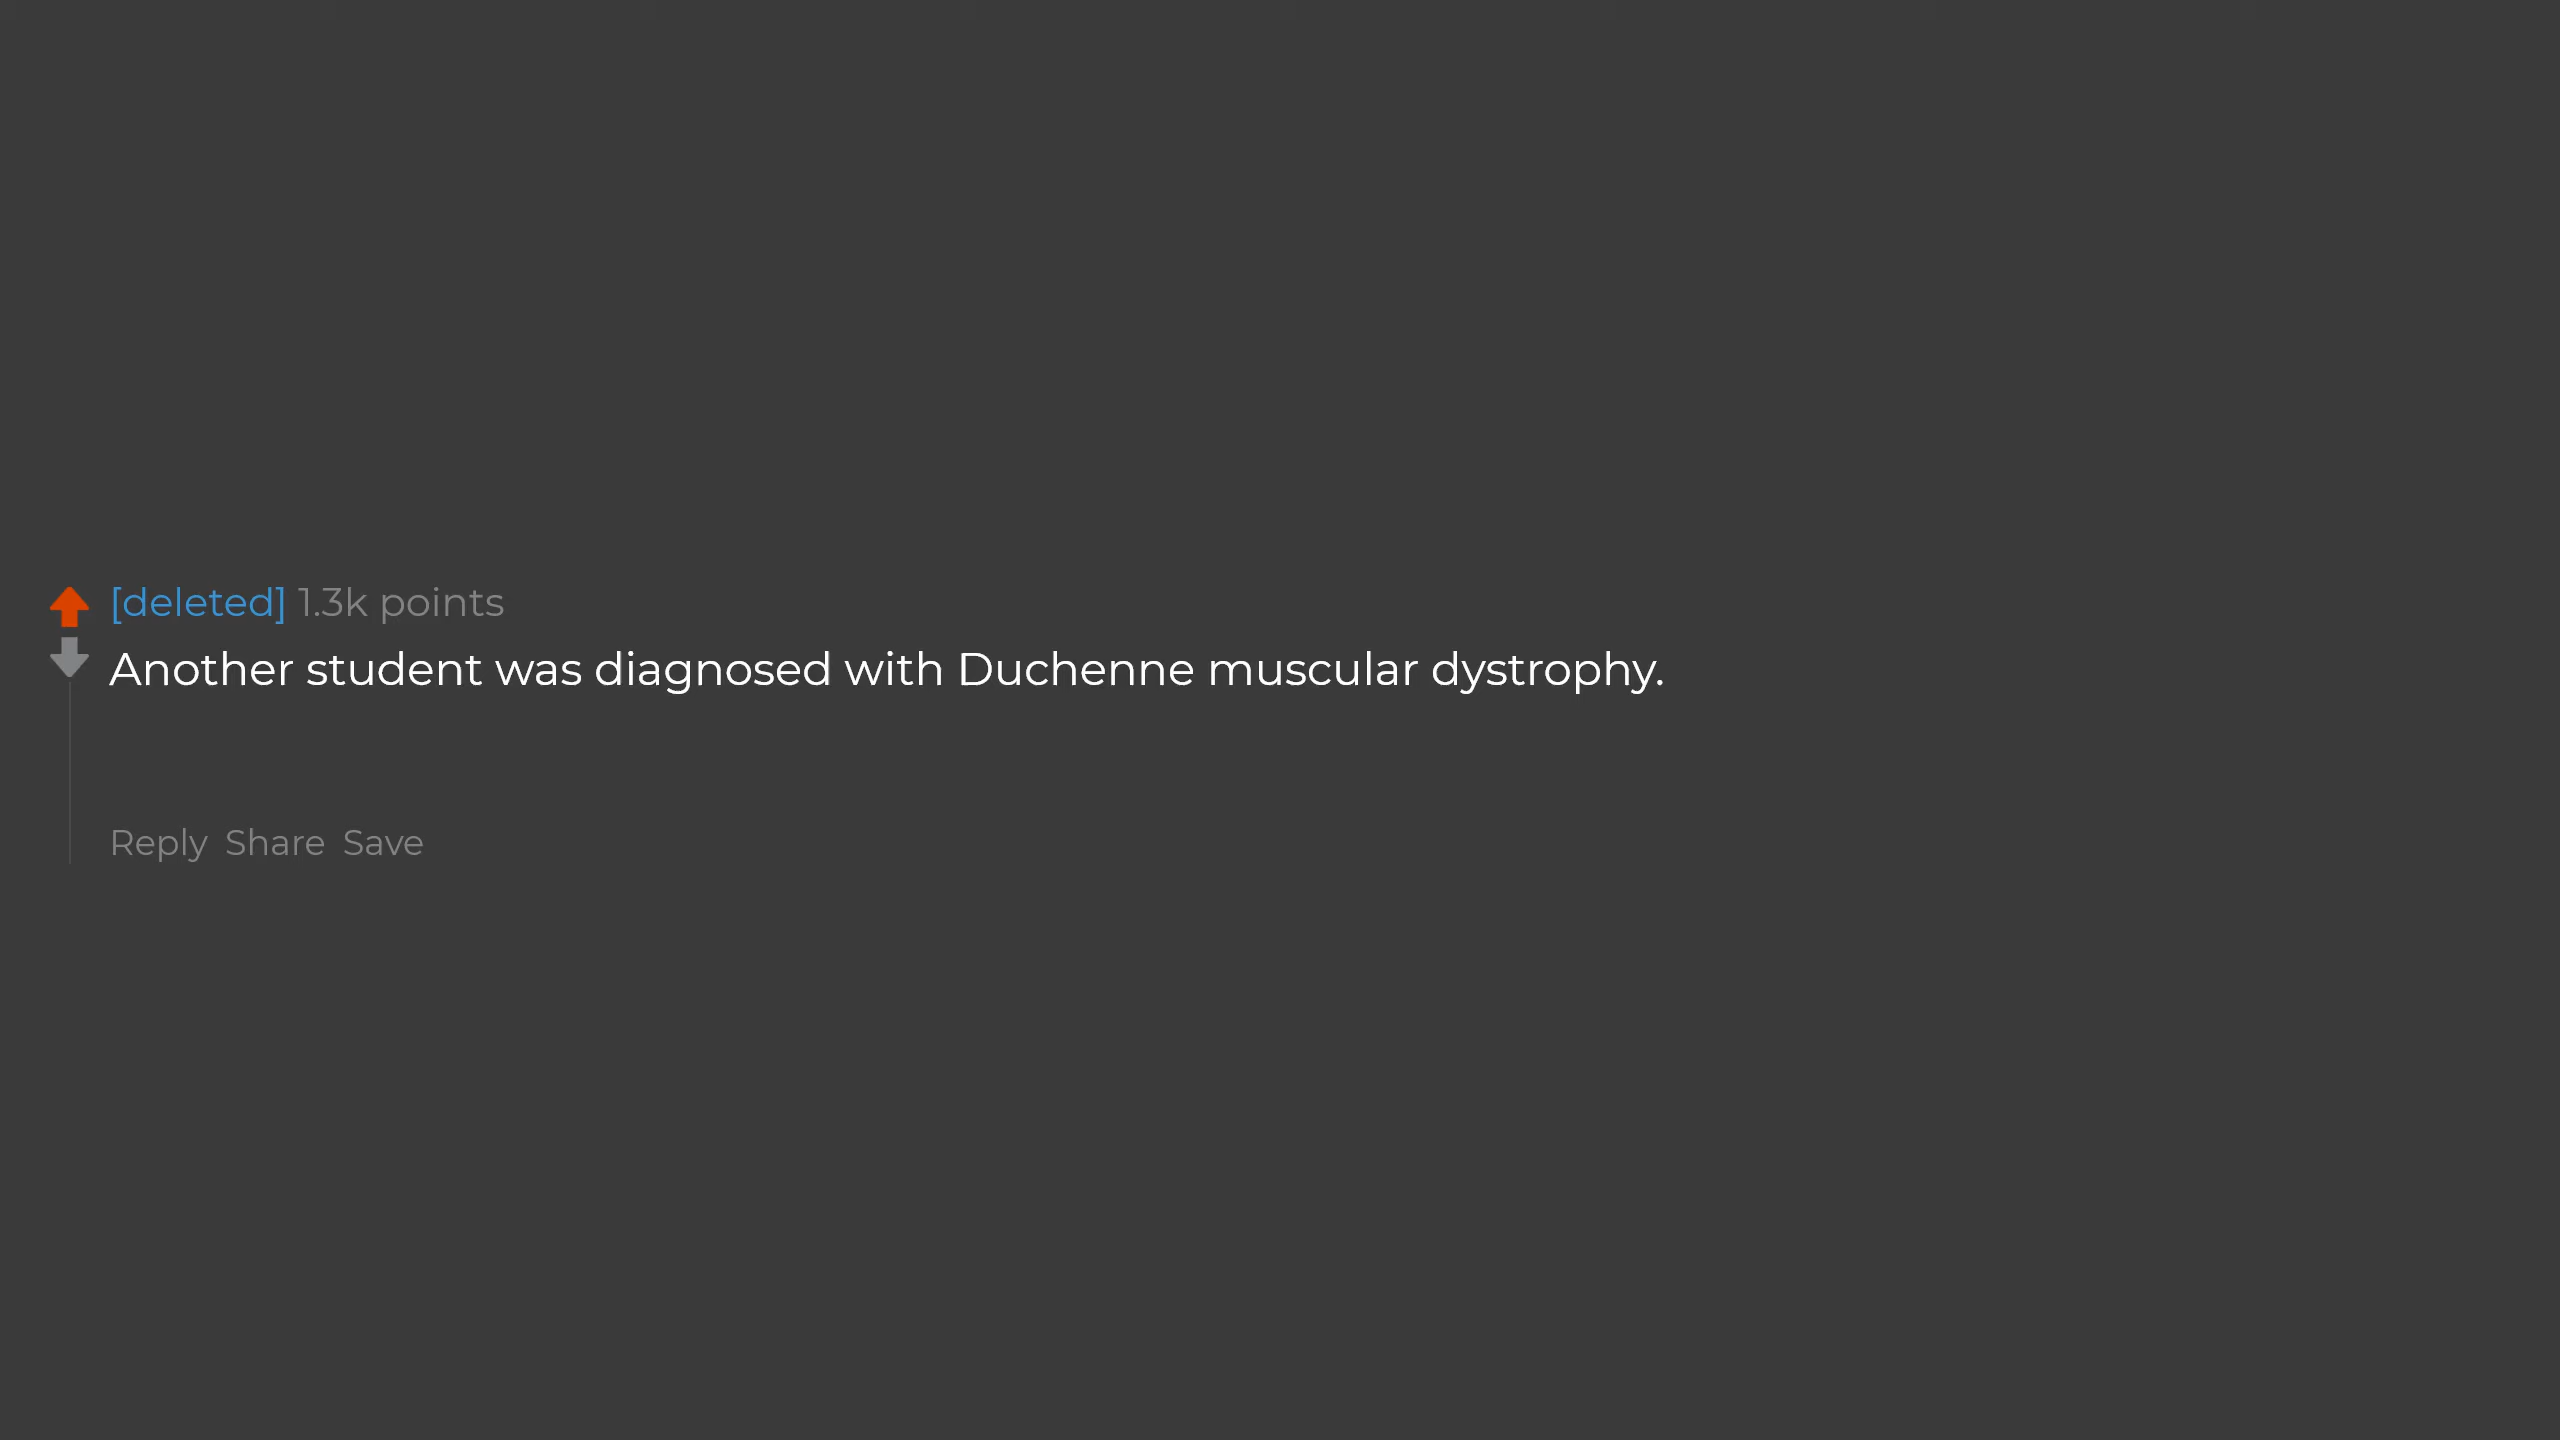 [deleted] 1.3k points
Another student was diagnosed with Duchenne muscular dystrophy.
Reply Share Save